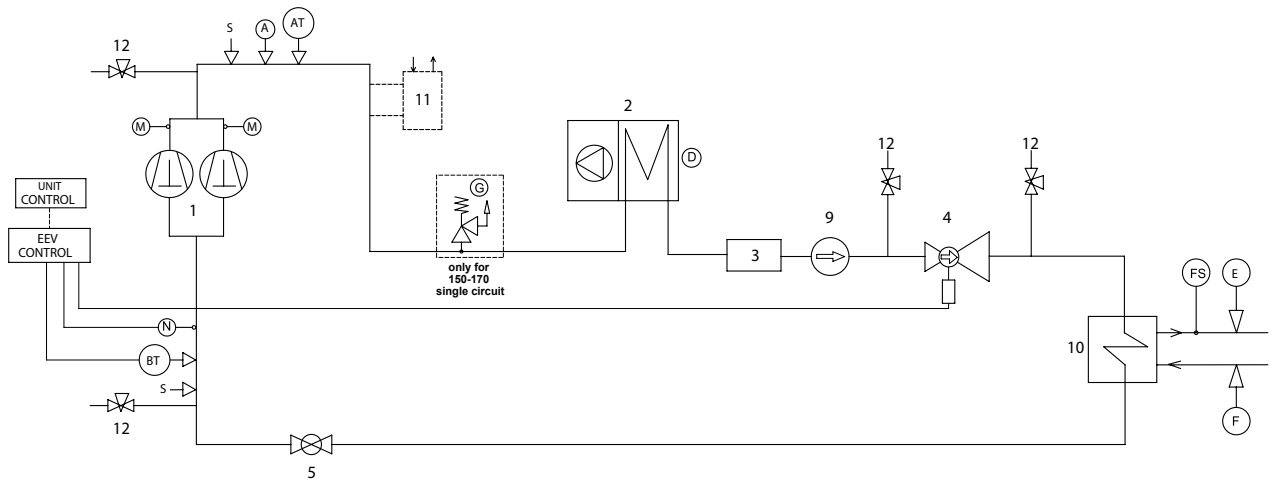 S
A
AT
12
11
2
M
M
D
12
12
UNIT
CONTROL
1
G
9
4
EEV
CONTROL
3
only for
150-170
single circuit
FS
E
N
10
BT
S
12
F
5